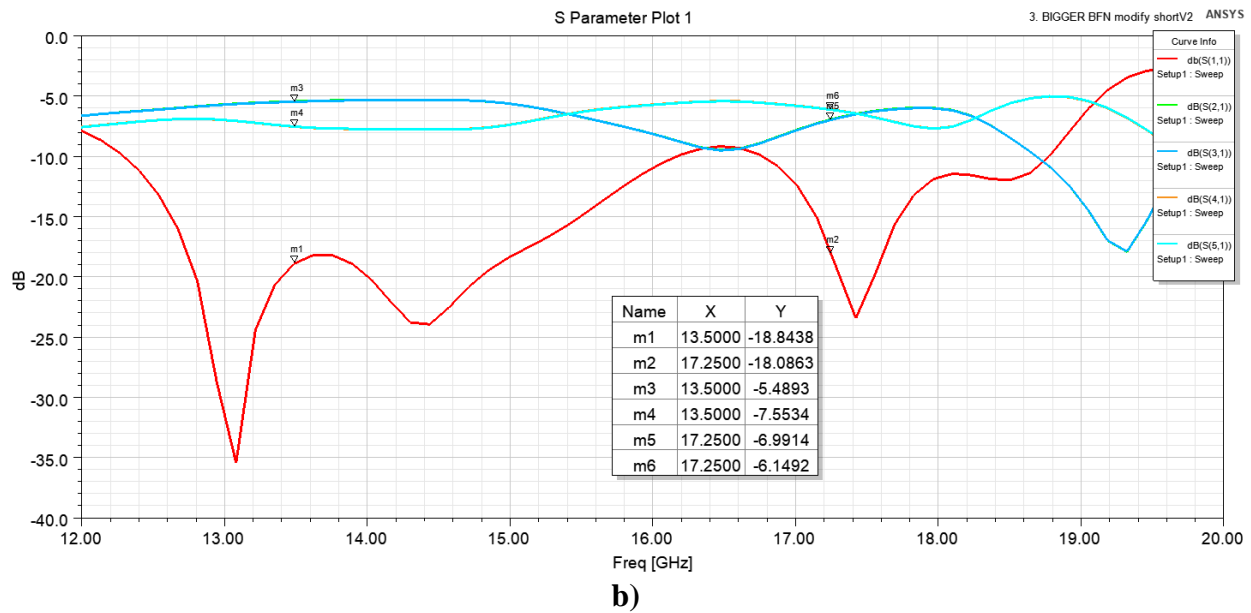 S Parameter Plot 1
3. BIGGER BFN modify shortV2 ANSYS
Curve Info
db(S(1,1))
Setup1 : Sweep
dB(S(2,1))
Setup1 : Sweep
dB(S(3,1))
Setup1 : Sweep
dB(S(4,1))
Setup1 : Sweep
dB(S(5,1))
Setup1 : Sweep
0.0
-5.0
-10.0
-15.0
-20.0
-25.0
-30.0
-35.0
-40.0
dB
m3
m4
m1
m6
m5
m2
Name X Y
m1 13.5000 -18.8438
m2 17.2500 -18.0863
m3 13.5000 -5.4893
m4 13.5000 -7.5534
m5 17.2500 -6.9914
m6 17.2500 -6.1492
12.00 13.00 14.00 15.00 16.00 17.00 18.00 19.00 20.00
Freq [GHz]
b)